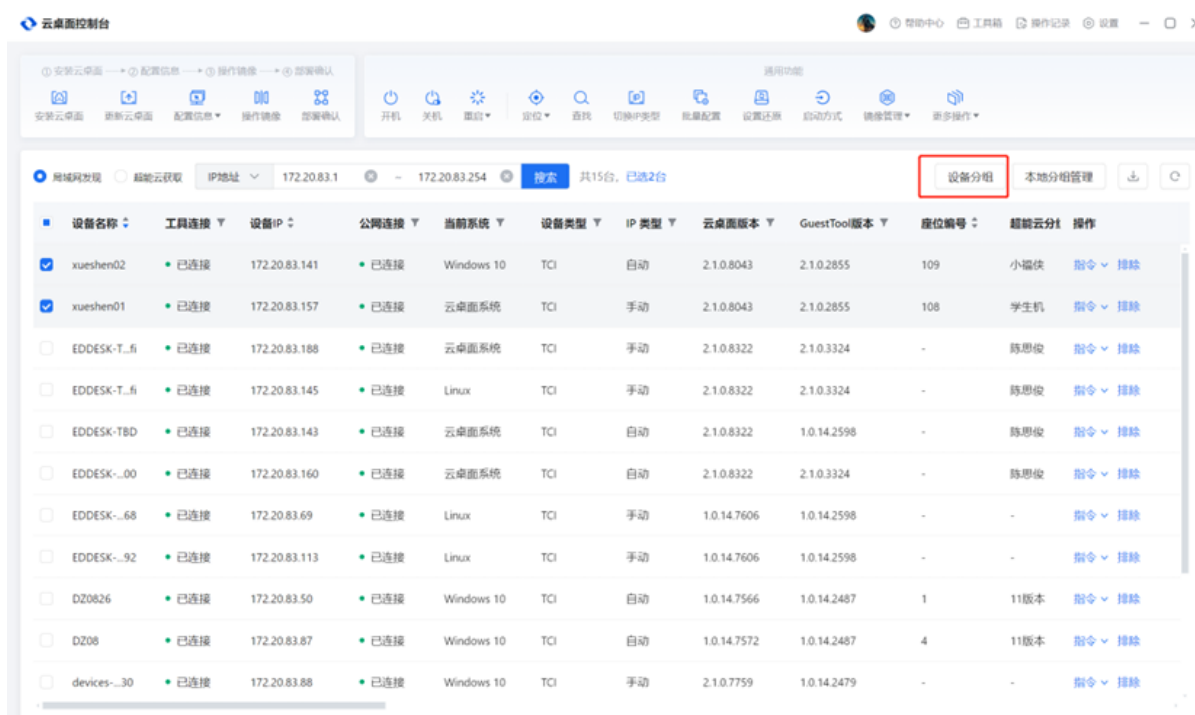 云桌面控制台 帮助中心 工具箱 操作记录 设置
①安装云桌面 ②配置信息 ③操作镜像 ④部署确认 通用功能
安装云桌面 更新云桌面 配置信息 操作镜像 部署确认 开机 关机 重启 定位 查找 切换IP类型 批量配置 设置还原 启动方式 镜像管理 更多操作
局域网发现 超能云获取 IP地址 172.20.83.1 – 172.20.83.254 搜索 共15台, 已选2台 设备分组 本地分组管理
设备名称 工具连接 设备IP 公网连接 当前系统 设备类型 IP 类型 云桌面版本 GuestTool版本 座位编号 超能云分 操作
xueshen02 已连接 172.20.83.141 已连接 Windows 10 TCI 自动 2.1.0.8043 2.1.0.2855 109 小福侠 指令 排除
xueshen01 已连接 172.20.83.157 已连接 云桌面系统 TCI 手动 2.1.0.8043 2.1.0.2855 108 学生机 指令 排除
EDDESK-T...fi 已连接 172.20.83.188 已连接 云桌面系统 TCI 手动 2.1.0.8322 2.1.0.3324 - 陈思俊 指令 排除
EDDESK-T...fi 已连接 172.20.83.145 已连接 Linux TCI 手动 2.1.0.8322 2.1.0.3324 - 陈思俊 指令 排除
EDDESK-TBD 已连接 172.20.83.143 已连接 云桌面系统 TCI 自动 2.1.0.8322 1.0.14.2598 - 陈思俊 指令 排除
EDDESK-...00 已连接 172.20.83.160 已连接 云桌面系统 TCI 自动 2.1.0.8322 2.1.0.3324 - 陈思俊 指令 排除
EDDESK-...68 已连接 172.20.83.69 已连接 Linux TCI 手动 1.0.14.7606 1.0.14.2598 - - 指令 排除
EDDESK-...92 已连接 172.20.83.113 已连接 Linux TCI 手动 1.0.14.7606 1.0.14.2598 - - 指令 排除
DZ0826 已连接 172.20.83.50 已连接 Windows 10 TCI 自动 1.0.14.7566 1.0.14.2487 1 11版本 指令 排除
DZ08 已连接 172.20.83.87 已连接 Windows 10 TCI 自动 1.0.14.7572 1.0.14.2487 4 11版本 指令 排除
devices-...30 已连接 172.20.83.88 已连接 Windows 10 TCI 手动 2.1.0.7759 1.0.14.2479 - - 指令 排除